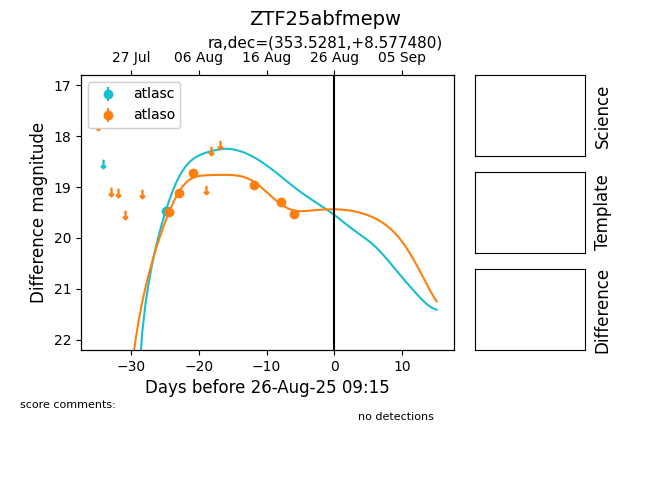 ZTF25abfmepw
ra,dec=(353.5281,+8.577480)
27 Jul 06 Aug 16 Aug 26 Aug 05 Sep
atlasc
atlaso
17
18
19
20
21
22
Difference magnitude
−30 −20 −10 0 10
Days before 26-Aug-25 09:15
Science
Template
Difference
score comments:
no detections